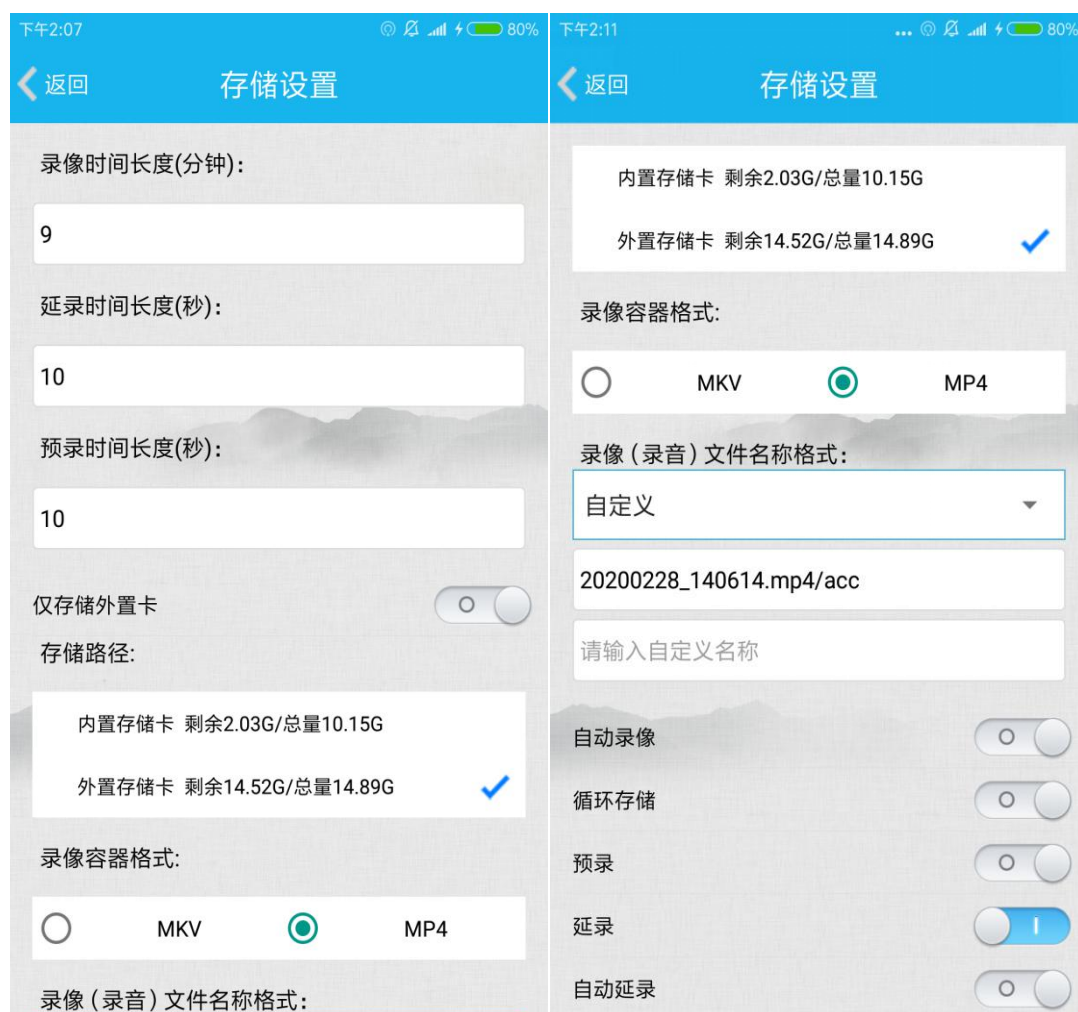 下午2:07
80%
返回
存储设置
录像时间长度(分钟)：
9
延录时间长度(秒)：
10
预录时间长度(秒)：
10
仅存储外置卡
存储路径:
内置存储卡 剩余2.03G/总量10.15G
外置存储卡 剩余14.52G/总量14.89G
录像容器格式:
MKV
MP4
录像（录音）文件名称格式：
下午2:11
80%
返回
存储设置
内置存储卡 剩余2.03G/总量10.15G
外置存储卡 剩余14.52G/总量14.89G
录像容器格式:
MKV
MP4
录像（录音）文件名称格式：
自定义
20200228_140614.mp4/acc
请输入自定义名称
自动录像
循环存储
预录
延录
自动延录